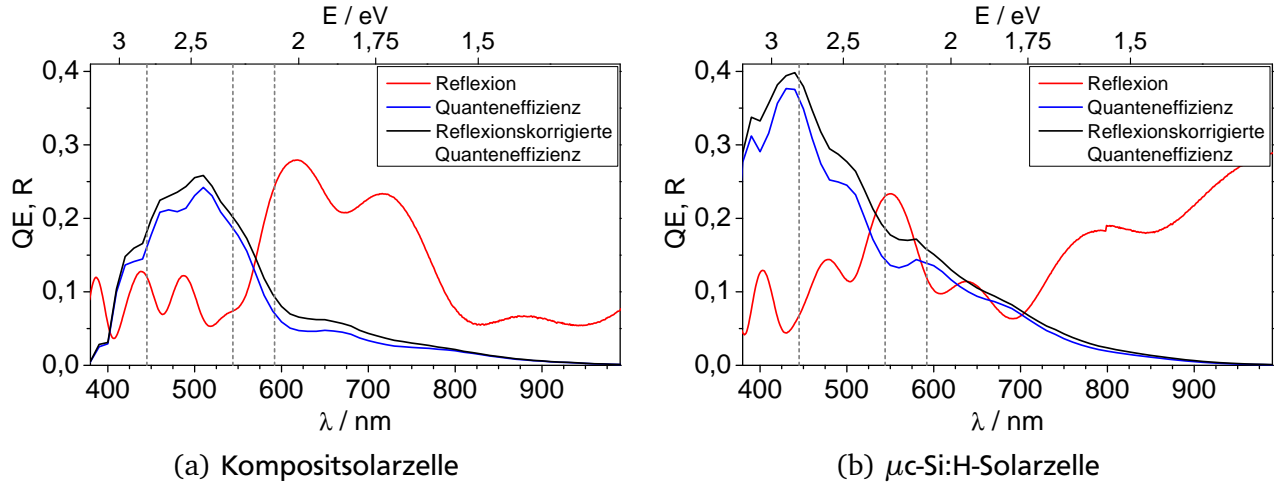 E / eV
3 2,5 2 1,75 1,5
0,4
0,3
0,2
0,1
0,0
QE, R
Reflexion
Quanteneffizienz
Reflexionskorrigierte
Quanteneffizienz
400 500 600 700 800 900
λ / nm
(a) Kompositsolarzelle
E / eV
3 2,5 2 1,75 1,5
0,4
0,3
0,2
0,1
0,0
QE, R
Reflexion
Quanteneffizienz
Reflexionskorrigierte
Quanteneffizienz
400 500 600 700 800 900
λ / nm
(b) μc-Si:H-Solarzelle